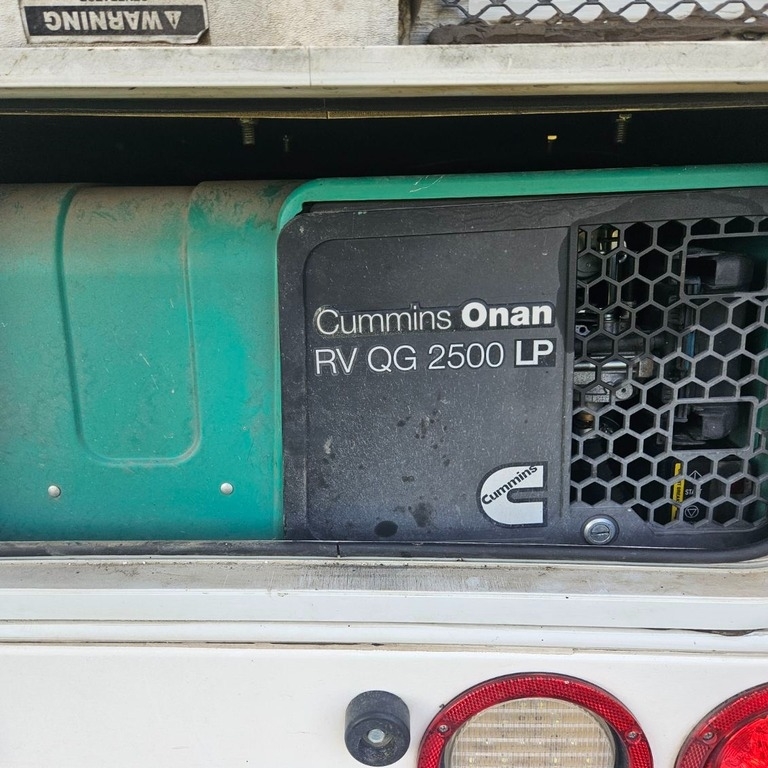 WARNING
Cummins Onan
RV QG 2500 LP
Cummins